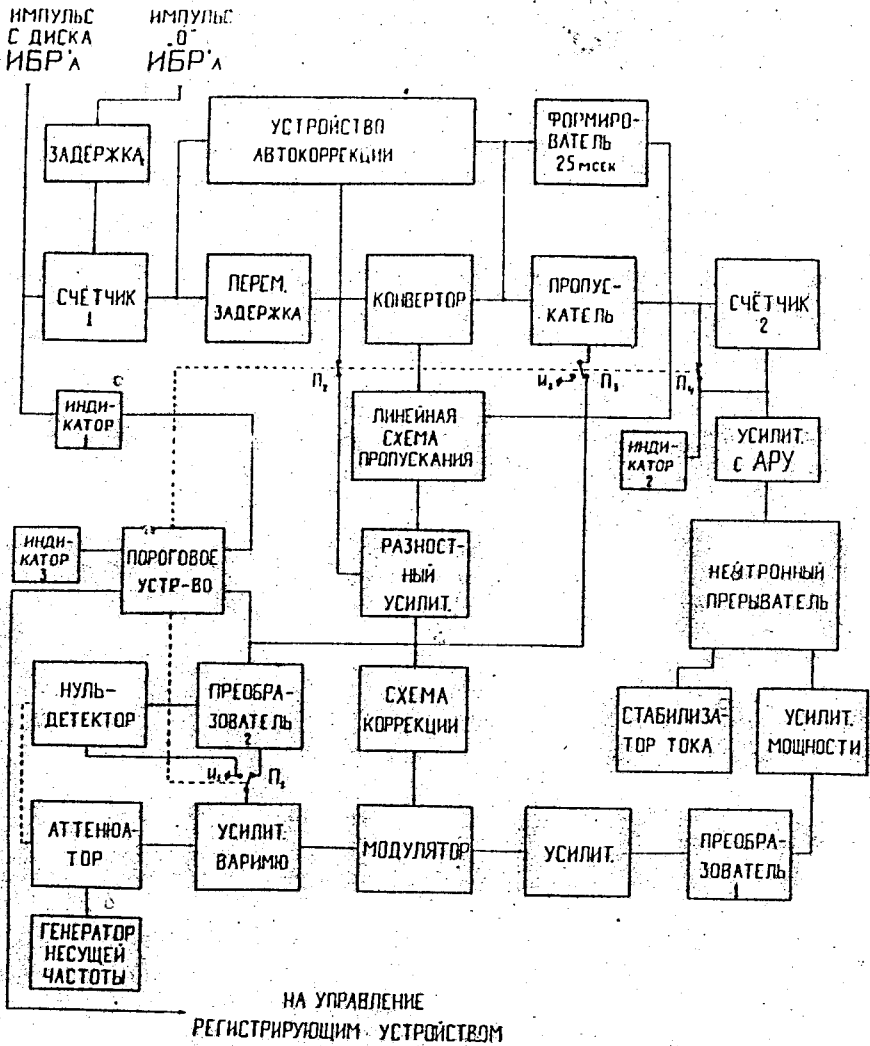 ИМПУЛЬС
С ДИСКА
ИБР'А
ИМПУЛЬС
„0"
ИБР'А
ЗАДЕРЖКА
УСТРОЙСТВО
АВТОКОРРЕКЦИИ
ФОРМИРО-
ВАТЕЛЬ
25 мсек
СЧЁТЧИК
1
ПЕРЕМ.
ЗАДЕРЖКА
КОНВЕРТОР
ПРОПУС-
КАТЕЛЬ
СЧЁТЧИК
2
П₂
И₂
П₃
П₄
ИНДИ-
КАТОР
1
ЛИНЕЙНАЯ
СХЕМА
ПРОПУСКАНИЯ
ИНДИ-
КАТОР
2
УСИЛИТ.
с АРУ
ИНДИ-
КАТОР
3
ПОРОГОВОЕ
УСТР-ВО
РАЗНОСТ-
НЫЙ
УСИЛИТ.
НЕЙТРОННЫЙ
ПРЕРЫВАТЕЛЬ
НУЛЬ-
ДЕТЕКТОР
ПРЕОБРА-
ЗОВАТЕЛЬ
2
СХЕМА
КОРРЕКЦИИ
СТАБИЛИЗА-
ТОР ТОКА
УСИЛИТ.
МОЩНОСТИ
И₁
П₁
АТТЕНЮА-
ТОР
УСИЛИТ.
ВАРИМЮ
МОДУЛЯТОР
УСИЛИТ.
ПРЕОБРА-
ЗОВАТЕЛЬ
1
ГЕНЕРАТОР
НЕСУЩЕЙ
ЧАСТОТЫ
НА УПРАВЛЕНИЕ
РЕГИСТРИРУЮЩИМ УСТРОЙСТВОМ